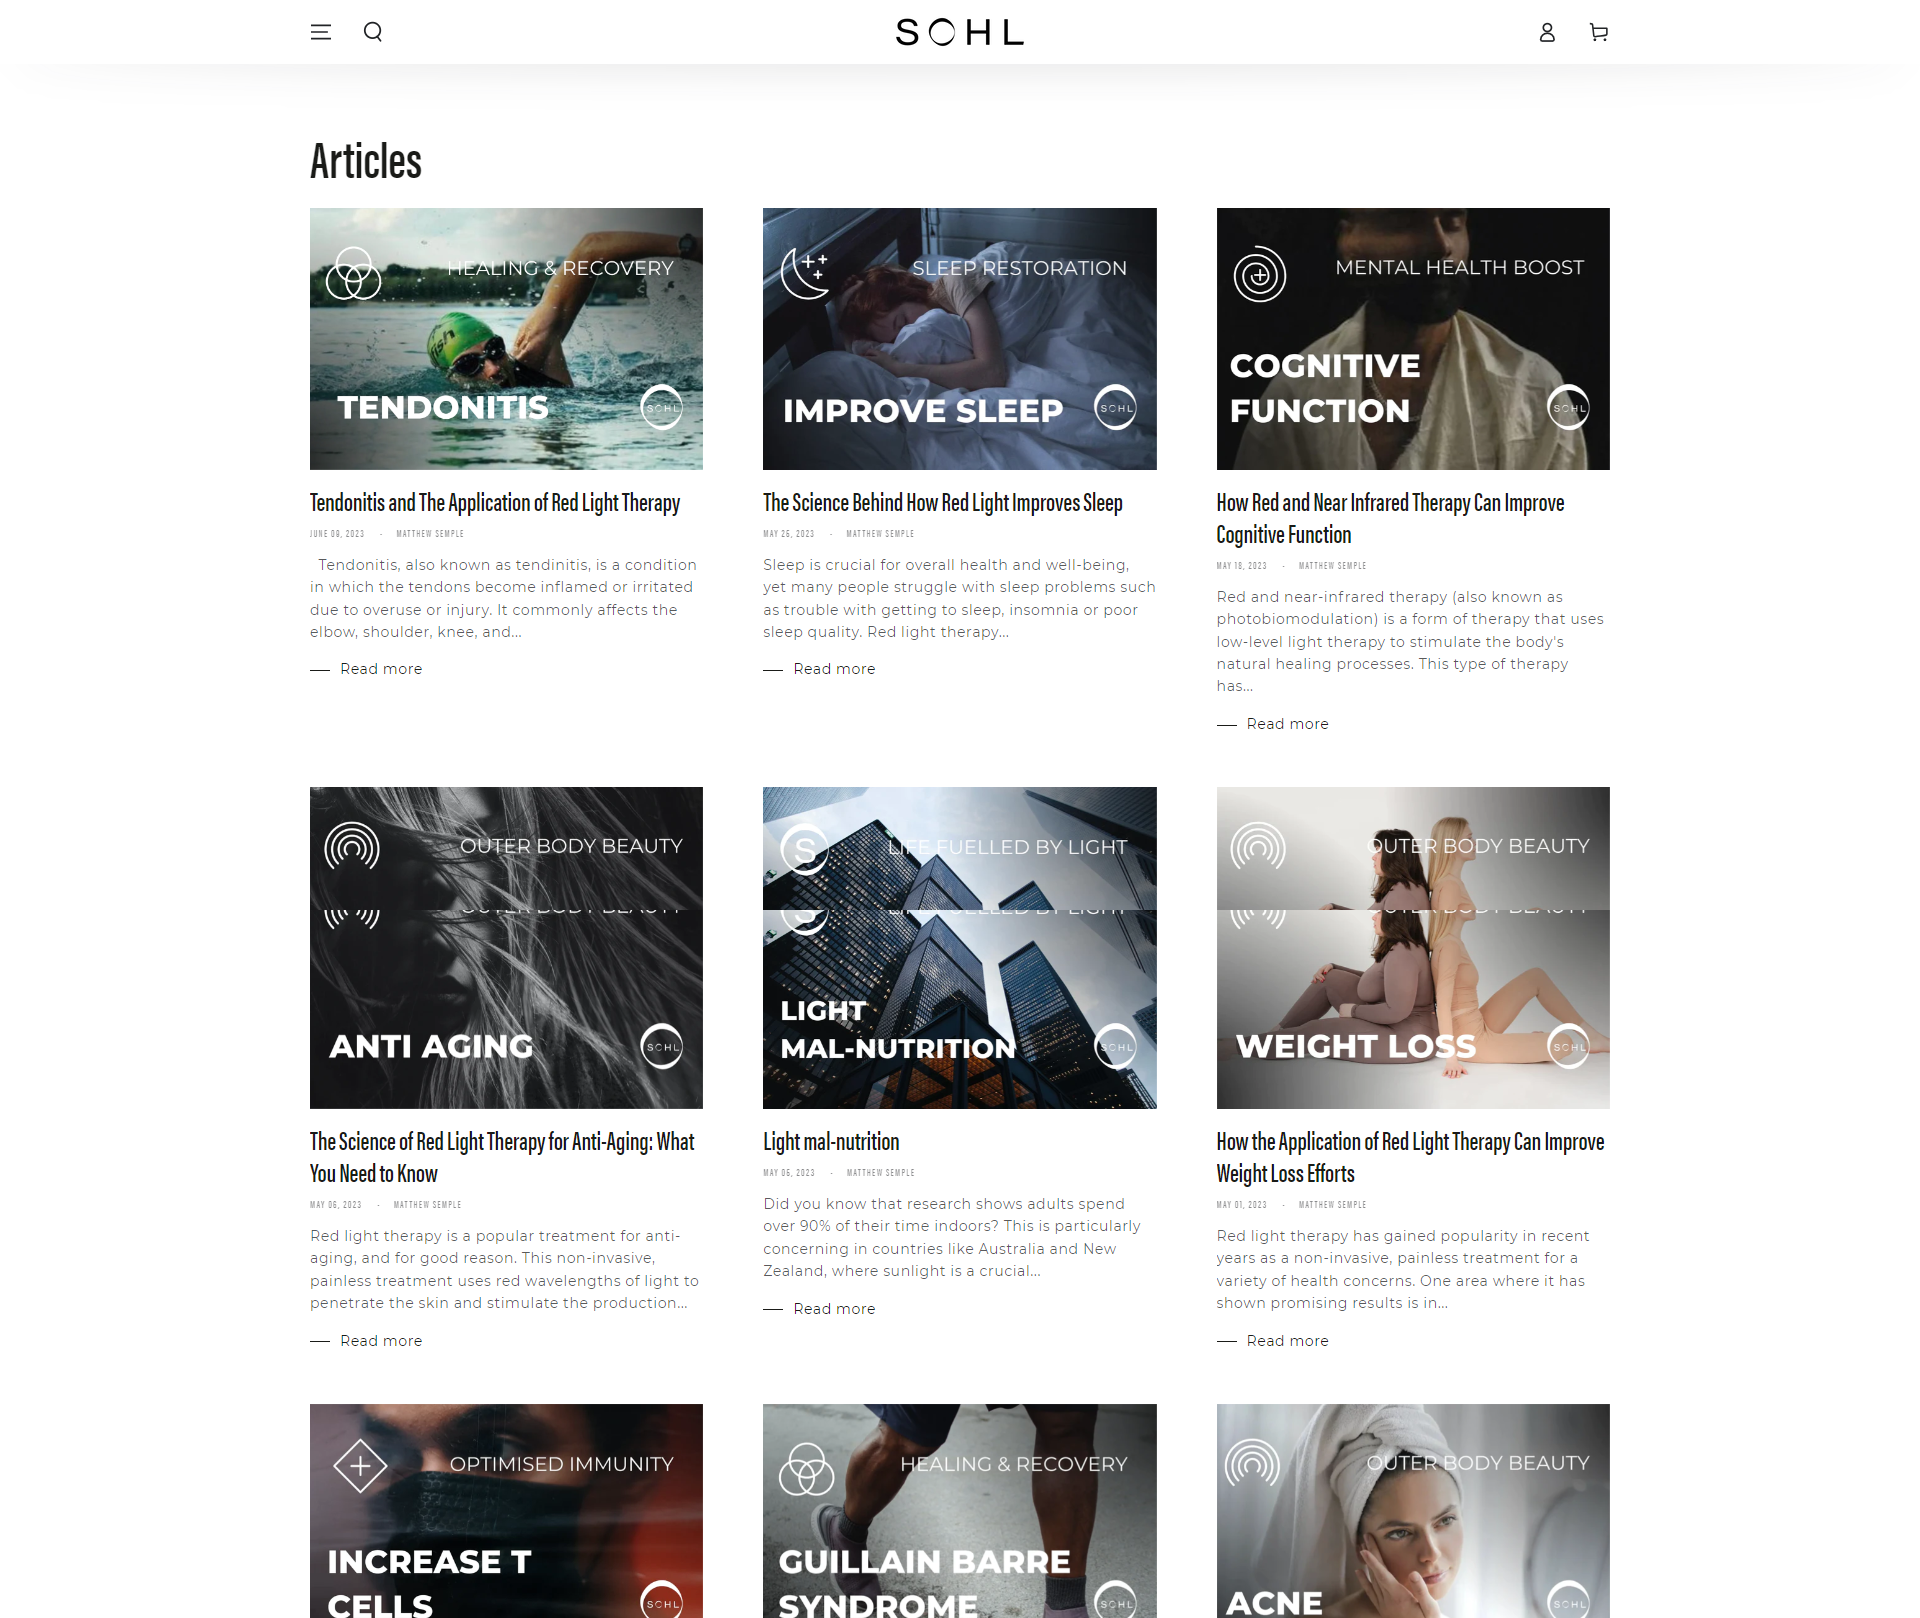 SOHL
Articles
HEALING & RECOVERY
fish
TENDONITIS
SOHL
SLEEP RESTORATION
IMPROVE SLEEP
SOHL
MENTAL HEALTH BOOST
COGNITIVE
FUNCTION
SOHL
Tendonitis and The Application of Red Light Therapy
JUNE 09, 2023 - MATTHEW SEMPLE
Tendonitis, also known as tendinitis, is a condition
in which the tendons become inflamed or irritated
due to overuse or injury. It commonly affects the
elbow, shoulder, knee, and...
Read more
The Science Behind How Red Light Improves Sleep
MAY 26, 2023 - MATTHEW SEMPLE
Sleep is crucial for overall health and well-being,
yet many people struggle with sleep problems such
as trouble with getting to sleep, insomnia or poor
sleep quality. Red light therapy...
Read more
How Red and Near Infrared Therapy Can Improve
Cognitive Function
MAY 18, 2023 - MATTHEW SEMPLE
Red and near-infrared therapy (also known as
photobiomodulation) is a form of therapy that uses
low-level light therapy to stimulate the body's
natural healing processes. This type of therapy
has...
Read more
OUTER BODY BEAUTY
OUTER BODY BEAUTY
ANTI AGING
SOHL
S
LIFE FUELLED BY LIGHT
S
LIFE FUELLED BY LIGHT
LIGHT
MAL-NUTRITION
SOHL
OUTER BODY BEAUTY
OUTER BODY BEAUTY
WEIGHT LOSS
SOHL
The Science of Red Light Therapy for Anti-Aging: What
You Need to Know
MAY 06, 2023 - MATTHEW SEMPLE
Red light therapy is a popular treatment for anti-
aging, and for good reason. This non-invasive,
painless treatment uses red wavelengths of light to
penetrate the skin and stimulate the production...
Read more
Light mal-nutrition
MAY 06, 2023 - MATTHEW SEMPLE
Did you know that research shows adults spend
over 90% of their time indoors? This is particularly
concerning in countries like Australia and New
Zealand, where sunlight is a crucial...
Read more
How the Application of Red Light Therapy Can Improve
Weight Loss Efforts
MAY 01, 2023 - MATTHEW SEMPLE
Red light therapy has gained popularity in recent
years as a non-invasive, painless treatment for a
variety of health concerns. One area where it has
shown promising results is in...
Read more
OPTIMISED IMMUNITY
INCREASE T
CELLS
SOHL
HEALING & RECOVERY
GUILLAIN BARRE
SYNDROME
SOHL
OUTER BODY BEAUTY
ACNE
SOHL